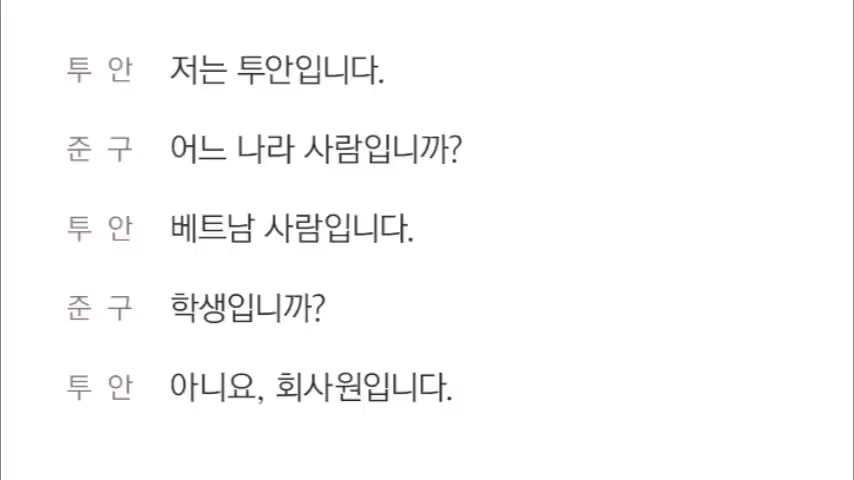 투 안 저는 투안입니다.
준 구 어느 나라 사람입니까?
투 안 베트남 사람입니다.
준 구 학생입니까?
투 안 아니요, 회사원입니다.